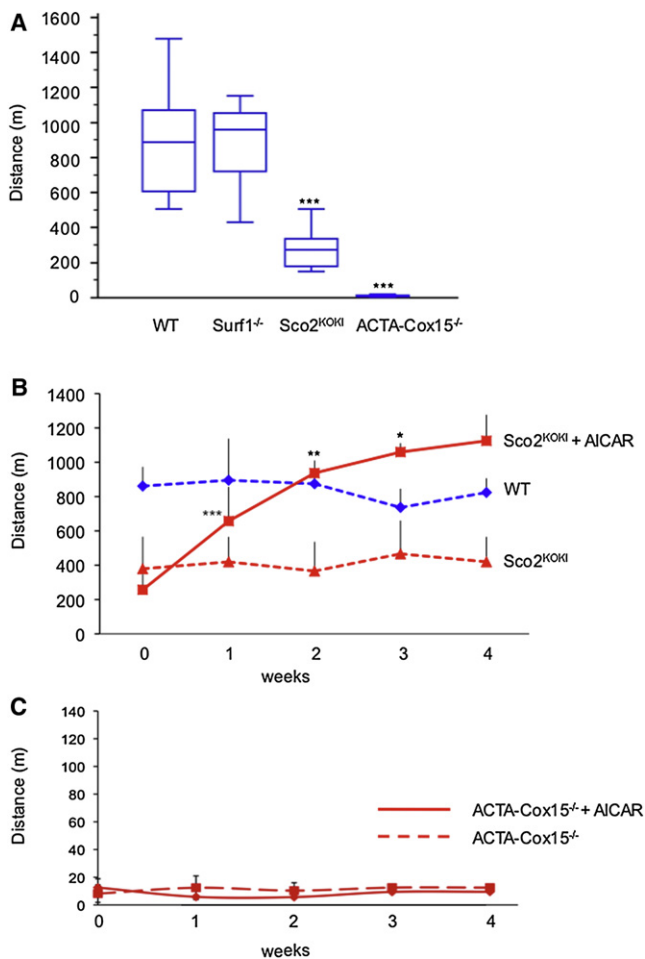 A
Distance (m)
1600
1400
1200
1000
800
600
400
200
0
***
***
WT
Surf1-/-
Sco2KOKI
ACTA-Cox15-/-
B
Distance (m)
1400
1200
1000
800
600
400
200
0
***
**
*
Sco2KOKI + AICAR
WT
Sco2KOKI
0 1 2 3 4
weeks
C
Distance (m)
140
120
100
80
60
40
20
0
ACTA-Cox15-/- + AICAR
ACTA-Cox15-/-
0 1 2 3 4
weeks